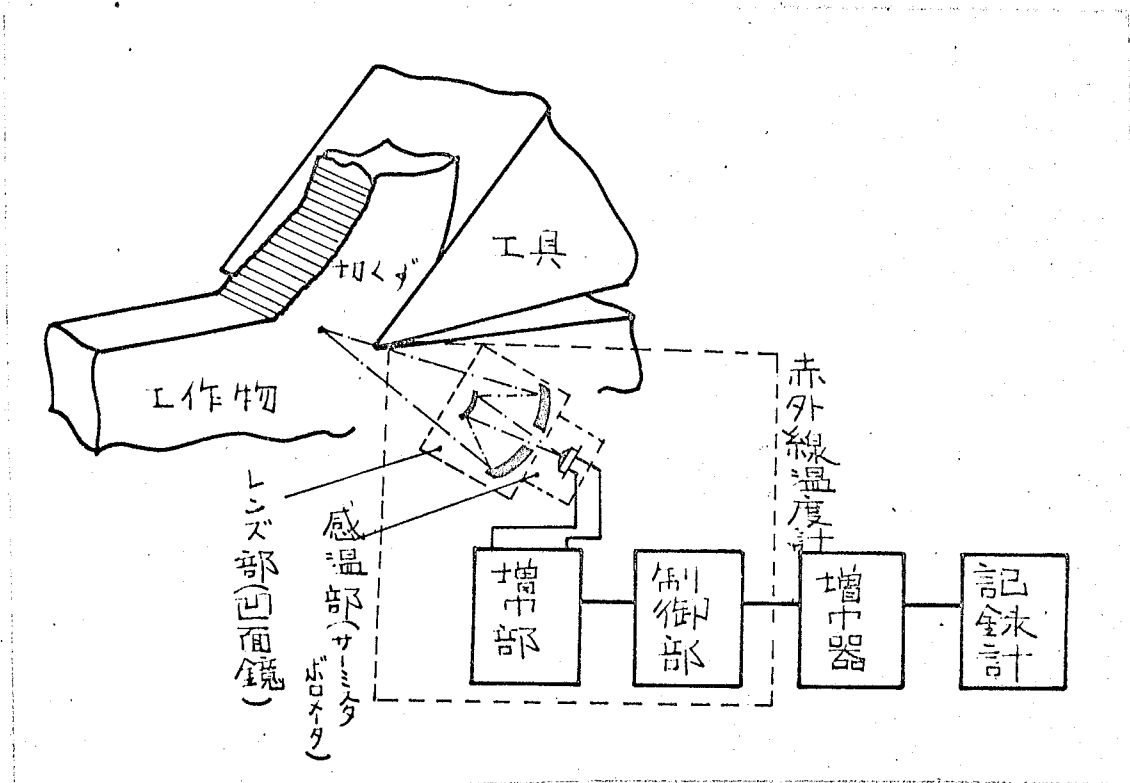 工具
切くず
工作物
赤外線温度計
レンズ部(凹面鏡)
感温部(サーミスタ
ボロメータ)
増巾部
制御部
増巾器
記録計